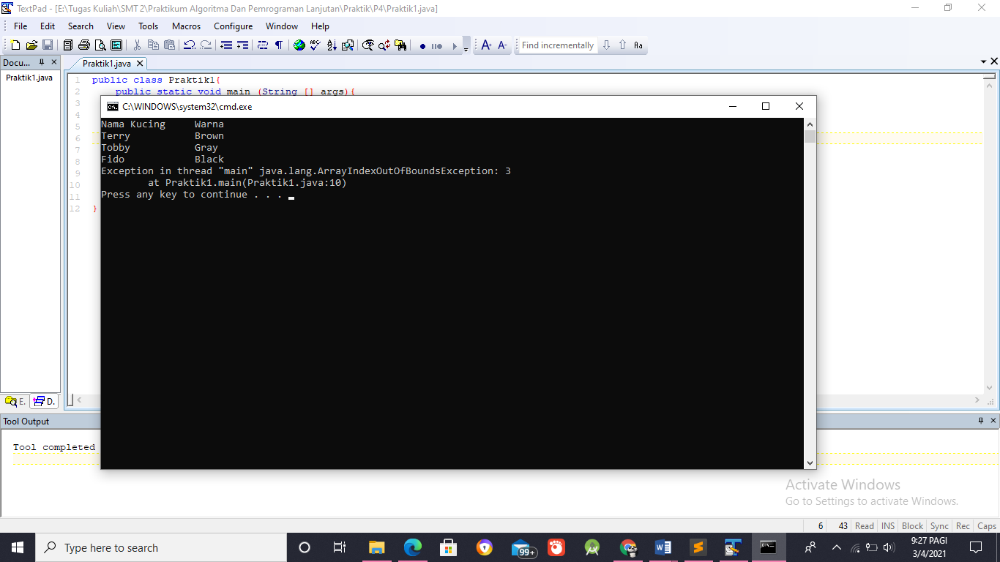 TextPad - [E:\Tugas Kuliah\SMT 2\Praktikum Algoritma Dan Pemrograman Lanjutan\Praktik\P4\Praktik1.java]
File Edit Search View Tools Macros Configure Window Help
Find incrementally
Docu...
Praktik1.java
Praktik1.java
1 public class Praktik1{
2 public static void main (String [] args){
3
4
5
6
7
8
9
10
11
12 }
C:\WINDOWS\system32\cmd.exe
Nama Kucing Warna
Terry Brown
Tobby Gray
Fido Black
Exception in thread "main" java.lang.ArrayIndexOutOfBoundsException: 3
at Praktik1.main(Praktik1.java:10)
Press any key to continue . . .
E. D.
Tool Output
Tool completed
Activate Windows
Go to Settings to activate Windows.
6 43 Read INS Block Sync Rec Caps
Type here to search
99+
9:27 PAGI
3/4/2021